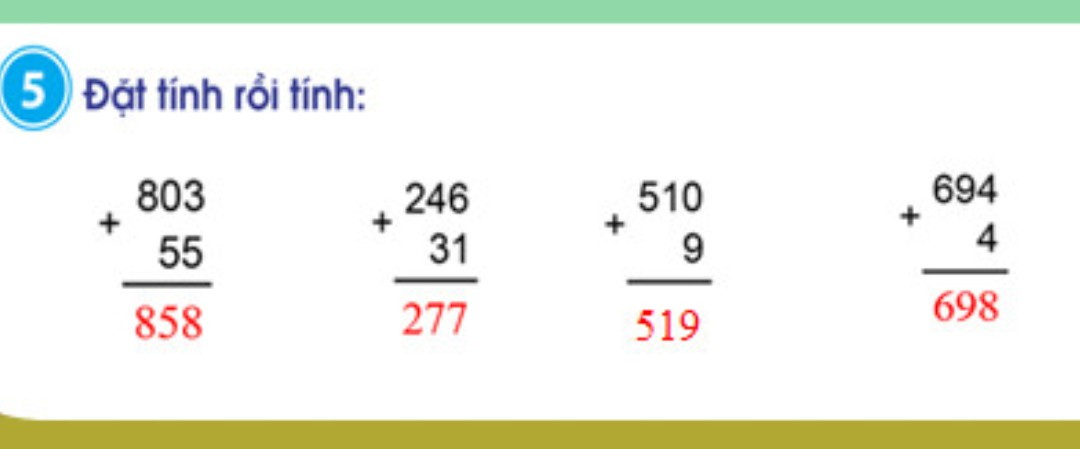 5 Đặt tính rồi tính:
803 246 510 694
+ + + +
55 31 9 4
858 277 519 698